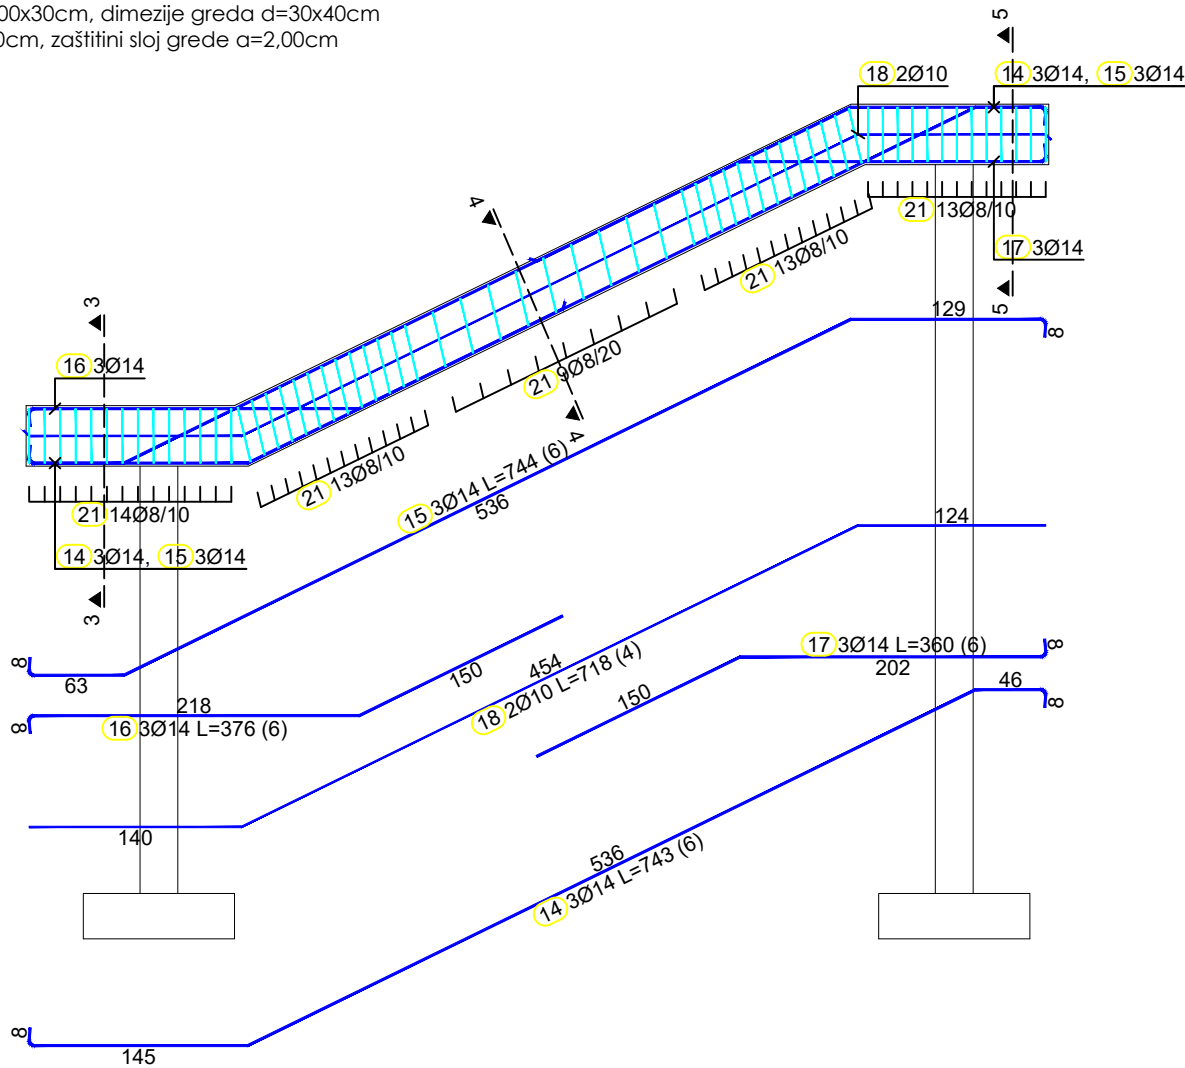 00x30cm, dimezije greda d=30x40cm
0cm, zaštitini sloj grede a=2,00cm
5
18 2Ø10
14 3Ø14, 15 3Ø14
4
21 13Ø8/10
21 13Ø8/10
17 3Ø14
5
3
129
8
16 3Ø14
21 9Ø8/20
4
21 13Ø8/10
15 3Ø14 L=744 (6)
536
21 14Ø8/10
124
14 3Ø14, 15 3Ø14
3
8
63
150
454
18 2Ø10 L=718 (4)
17 3Ø14 L=360 (6)
202
8
150
46
8
218
8
16 3Ø14 L=376 (6)
140
536
14 3Ø14 L=743 (6)
8
145